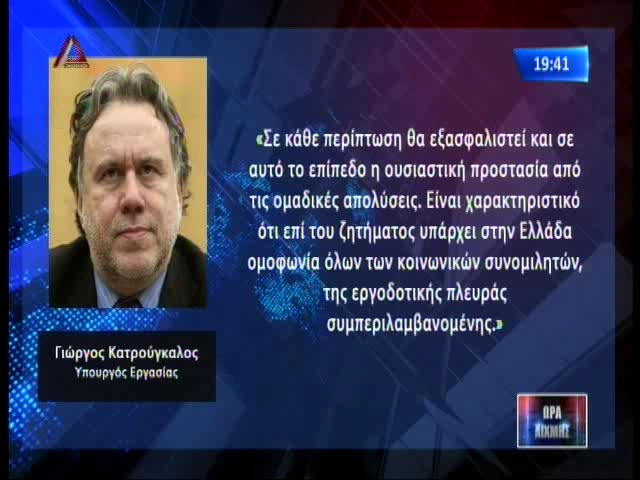 19:41
«Σε κάθε περίπτωση θα εξασφαλιστεί και σε
αυτό το επίπεδο η ουσιαστική προστασία από
τις ομαδικές απολύσεις. Είναι χαρακτηριστικό
ότι επί του ζητήματος υπάρχει στην Ελλάδα
ομοφωνία όλων των κοινωνικών συνομιλητών,
της εργοδοτικής πλευράς
συμπεριλαμβανομένης.»
Γιώργος Κατρούγκαλος
Υπουργός Εργασίας
ΩΡΑ
ΑΙΧΜΗΣ